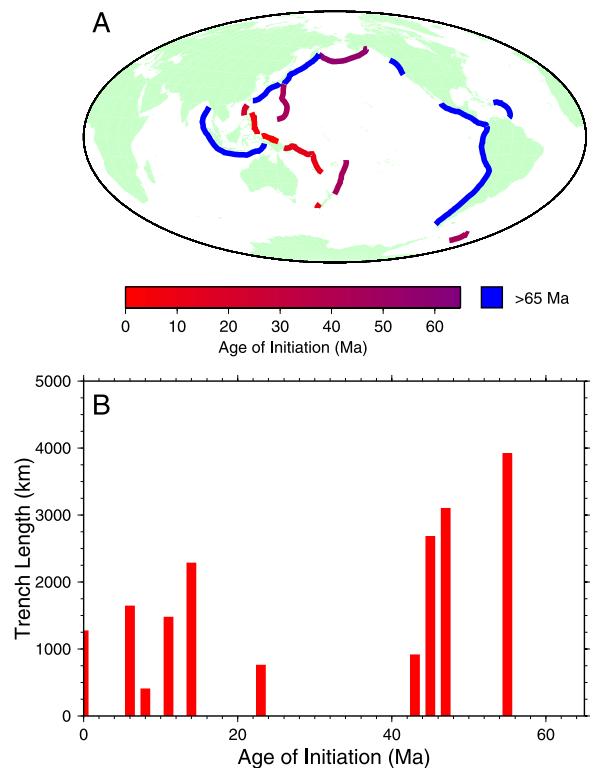 A
0 10 20 30 40 50 60
>65 Ma
Age of Initiation (Ma)
B
5000
4000
3000
2000
1000
0
Trench Length (km)
0 20 40 60
Age of Initiation (Ma)